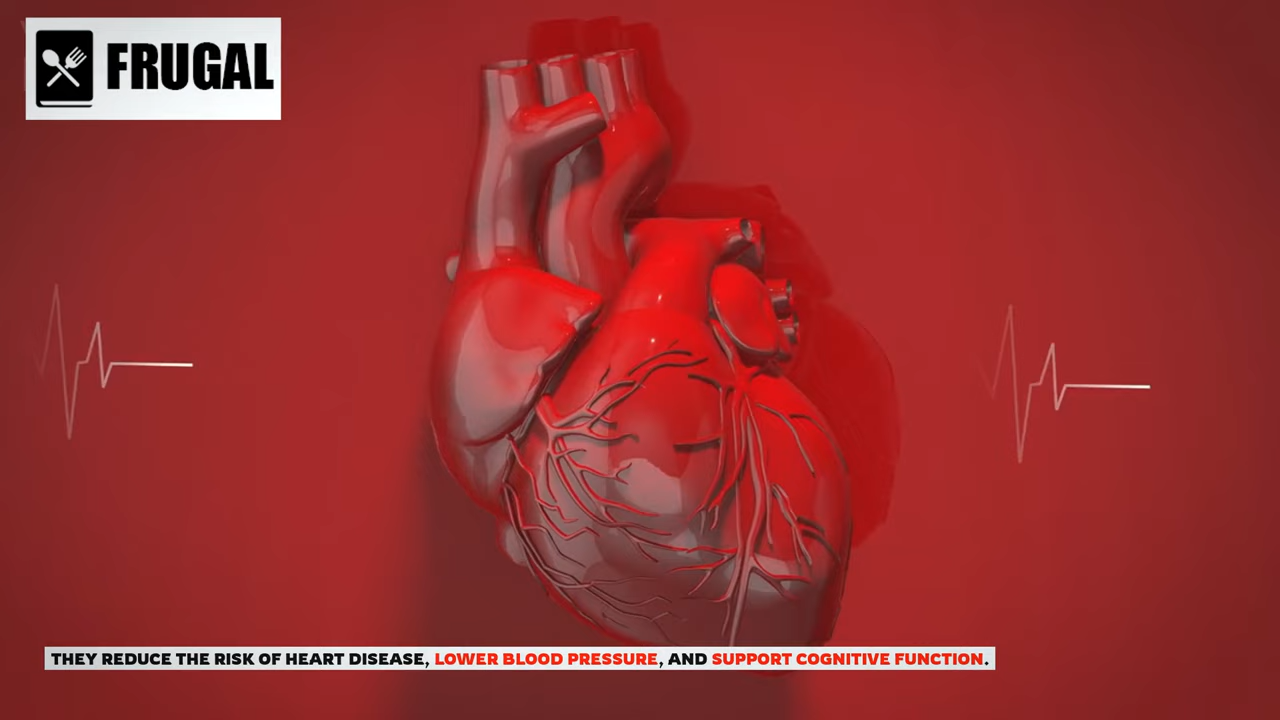 FRUGAL
THEY REDUCE THE RISK OF HEART DISEASE, LOWER BLOOD PRESSURE, AND SUPPORT COGNITIVE FUNCTION.